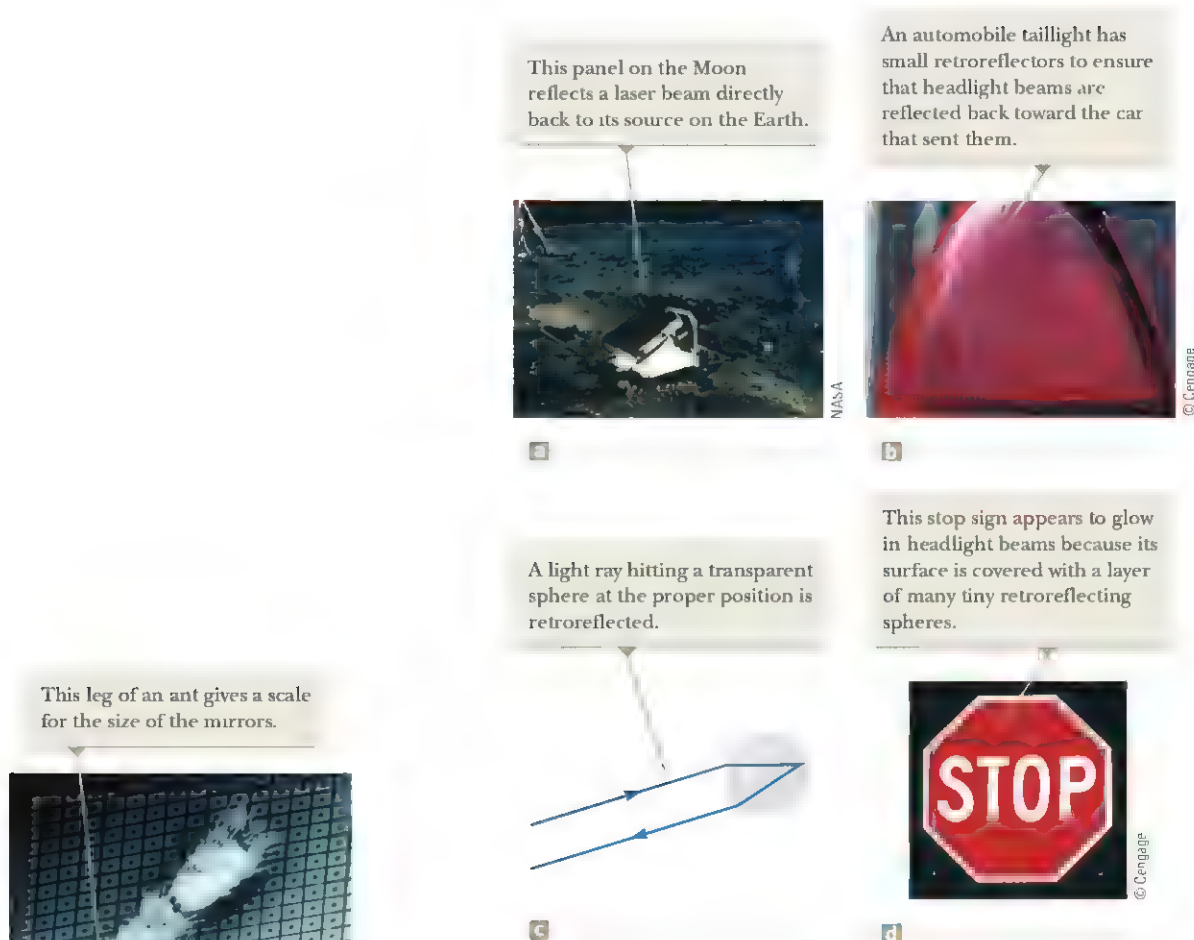 This panel on the Moon
reflects a laser beam directly
back to its source on the Earth.
An automobile taillight has
small retroreflectors to ensure
that headlight beams are
reflected back toward the car
that sent them.
NASA
© Cengage
a
b
A light ray hitting a transparent
sphere at the proper position is
retroreflected.
This stop sign appears to glow
in headlight beams because its
surface is covered with a layer
of many tiny retroreflecting
spheres.
This leg of an ant gives a scale
for the size of the mirrors.
STOP
© Cengage
c
d